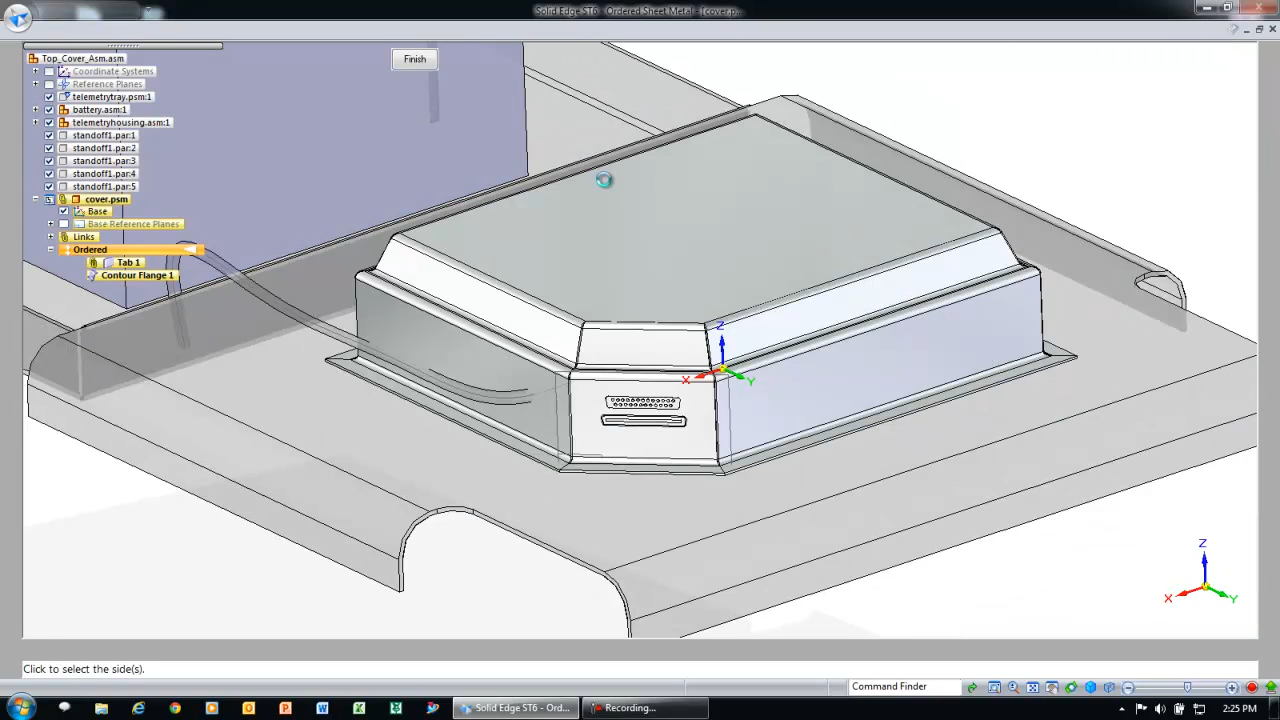 Solid Edge ST6 - Ordered Sheet Metal - [cover.p...
Finish
Top_Cover_Asm.asm
Coordinate Systems
Reference Planes
telemetrytray.psm:1
battery.asm:1
telemetryhousing.asm:1
standoff1.par:1
standoff1.par:2
standoff1.par:3
standoff1.par:4
standoff1.par:5
cover.psm
Base
Base Reference Planes
Links
Ordered
Tab 1
Contour Flange 1
Z
X
Y
Z
X
Y
Click to select the side(s).
Command Finder
Solid Edge ST6 - Ord...
Recording...
2:25 PM